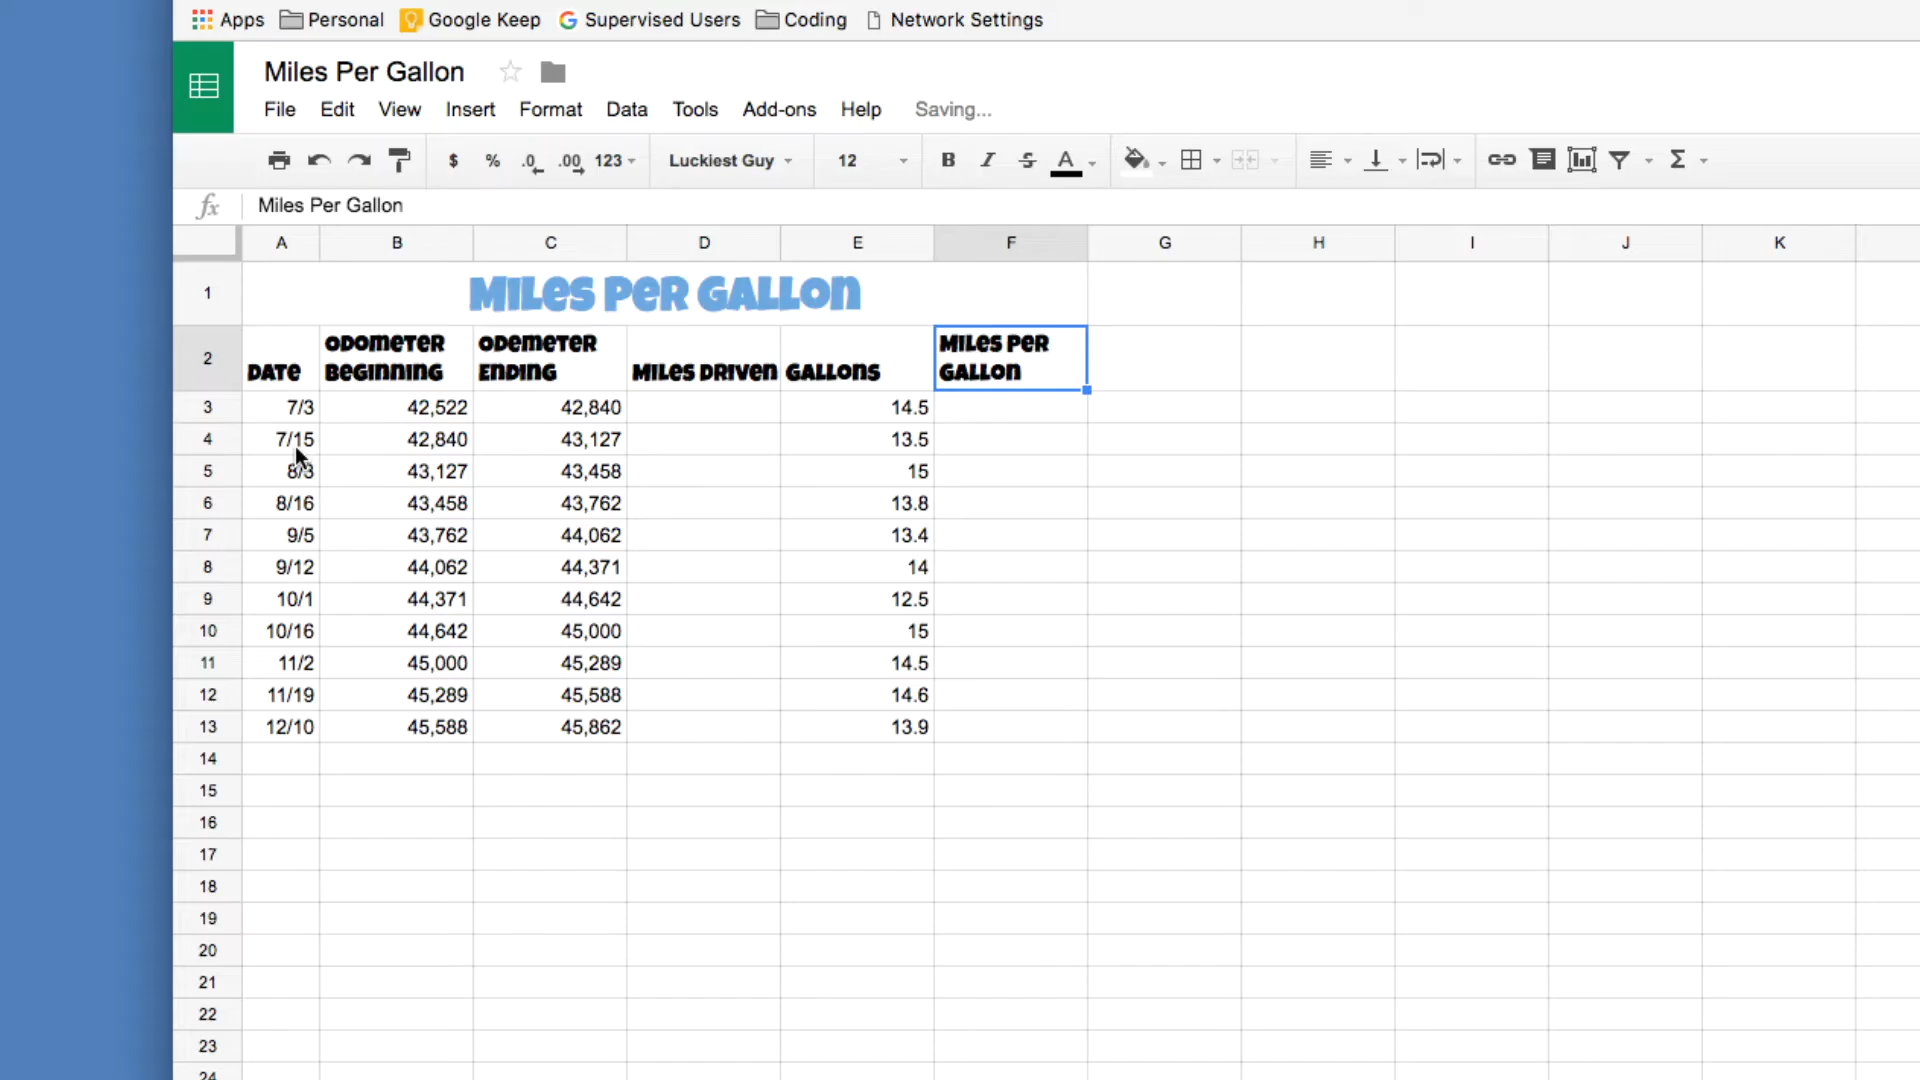 Apps Personal Google Keep Supervised Users Coding Network Settings
Miles Per Gallon
File Edit View Insert Format Data Tools Add-ons Help Saving...
$ % .0 .00 123 Luckiest Guy 12 B I S A Σ
fx Miles Per Gallon
A B C D E F G H I J K
1 Miles Per Gallon
2 Date Odometer Beginning Odemeter Ending Miles Driven Gallons Miles Per Gallon
3 7/3 42,522 42,840 14.5
4 7/15 42,840 43,127 13.5
5 8/3 43,127 43,458 15
6 8/16 43,458 43,762 13.8
7 9/5 43,762 44,062 13.4
8 9/12 44,062 44,371 14
9 10/1 44,371 44,642 12.5
10 10/16 44,642 45,000 15
11 11/2 45,000 45,289 14.5
12 11/19 45,289 45,588 14.6
13 12/10 45,588 45,862 13.9
14
15
16
17
18
19
20
21
22
23
24